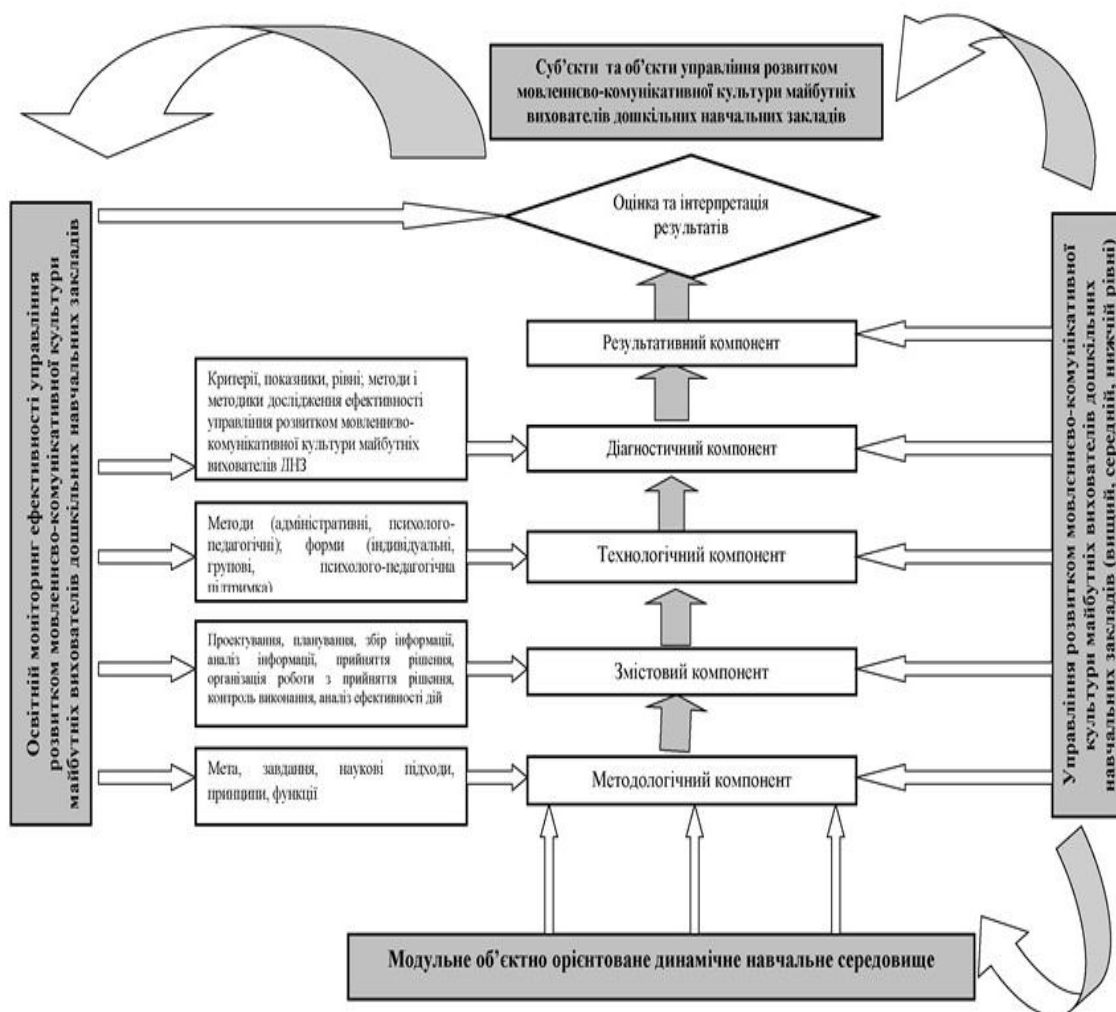 Суб’єкти та об’єкти управління розвитком
мовленнєво-комунікативної культури майбутніх
вихователів дошкільних навчальних закладів
Оцінка та інтерпретація
результатів
Освітній моніторинг ефективності управління
розвитком мовленнєво-комунікативної культури
майбутніх вихователів дошкільних навчальних закладів
Управління розвитком мовлєннєво-комунікативної
культури майбутніх вихователів дошкільних
навчальних закладів (вищий, середній, нижчій рівні)
Результативний компонент
Критерії, показники, рівні; методи і
методики дослідження ефективності
управління розвитком мовленнєво-
комунікативної культури майбутніх
вихователів ДНЗ
Діагностичний компонент
Методи (адміністративні, психолого-
педагогічні); форми (індивідуальні,
групові, психолого-педагогічна
підтримка)
Технологічний компонент
Проектування, планування, збір інформації,
аналіз інформації, прийняття рішення,
організація роботи з прийняття рішення,
контроль виконання, аналіз ефективності дій
Змістовий компонент
Мета, завдання, наукові підходи,
принципи, функції
Методологічний компонент
Модульне об’єктно орієнтоване динамічне навчальне середовище